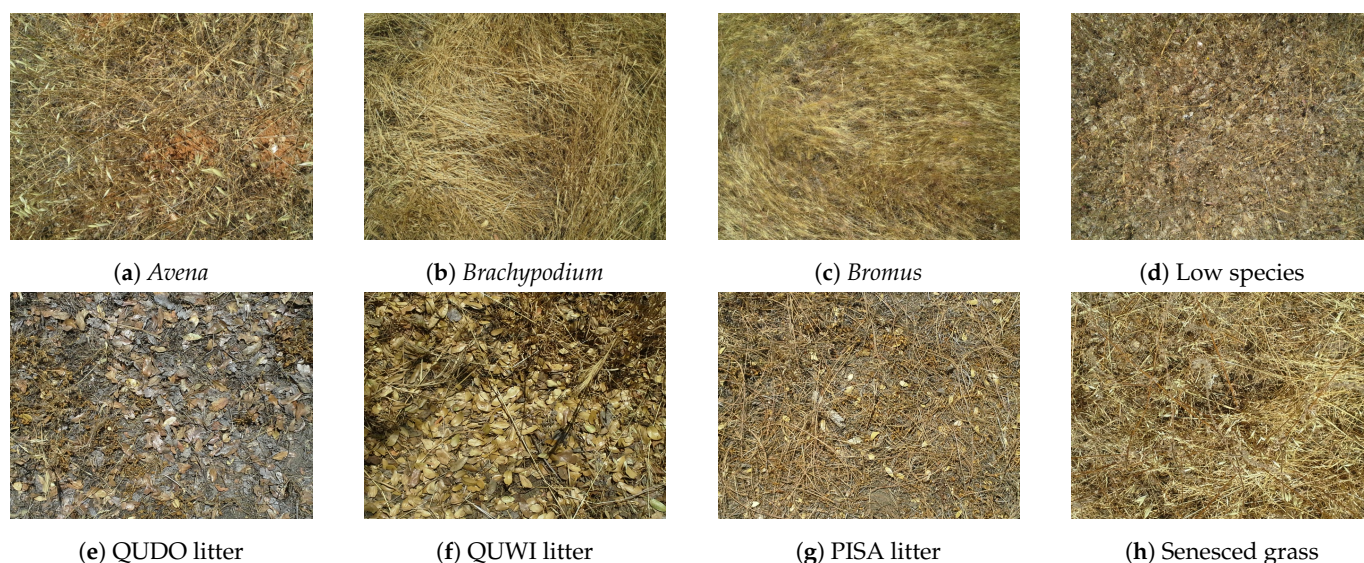 (a) Avena
(b) Brachypodium
(c) Bromus
(d) Low species
(e) QUDO litter
(f) QUWI litter
(g) PISA litter
(h) Senesced grass